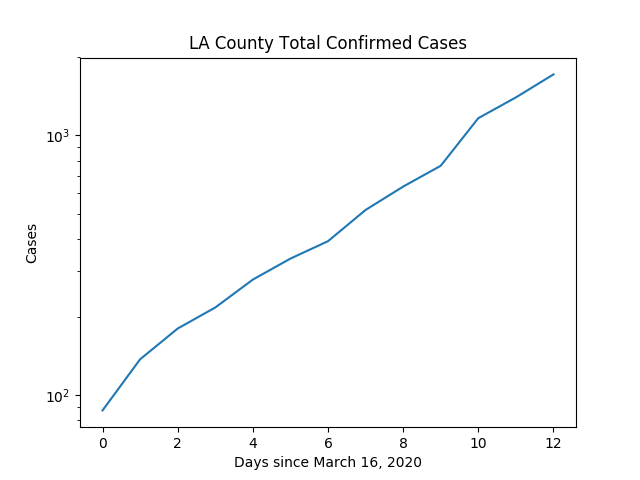 LA County Total Confirmed Cases
10³
Cases
10²
0 2 4 6 8 10 12
Days since March 16, 2020